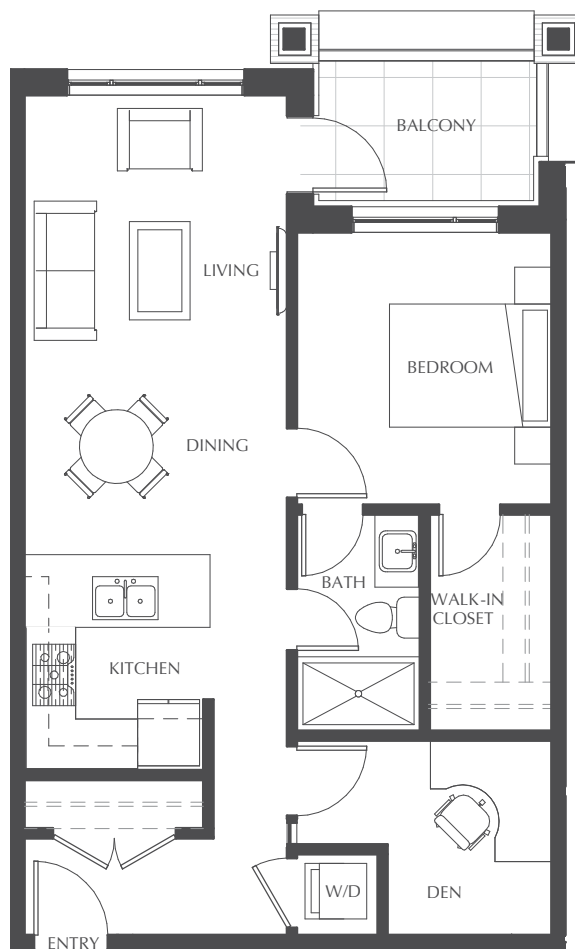 BALCONY
LIVING
BEDROOM
DINING
BATH
WALK-IN
CLOSET
KITCHEN
W/D
DEN
ENTRY